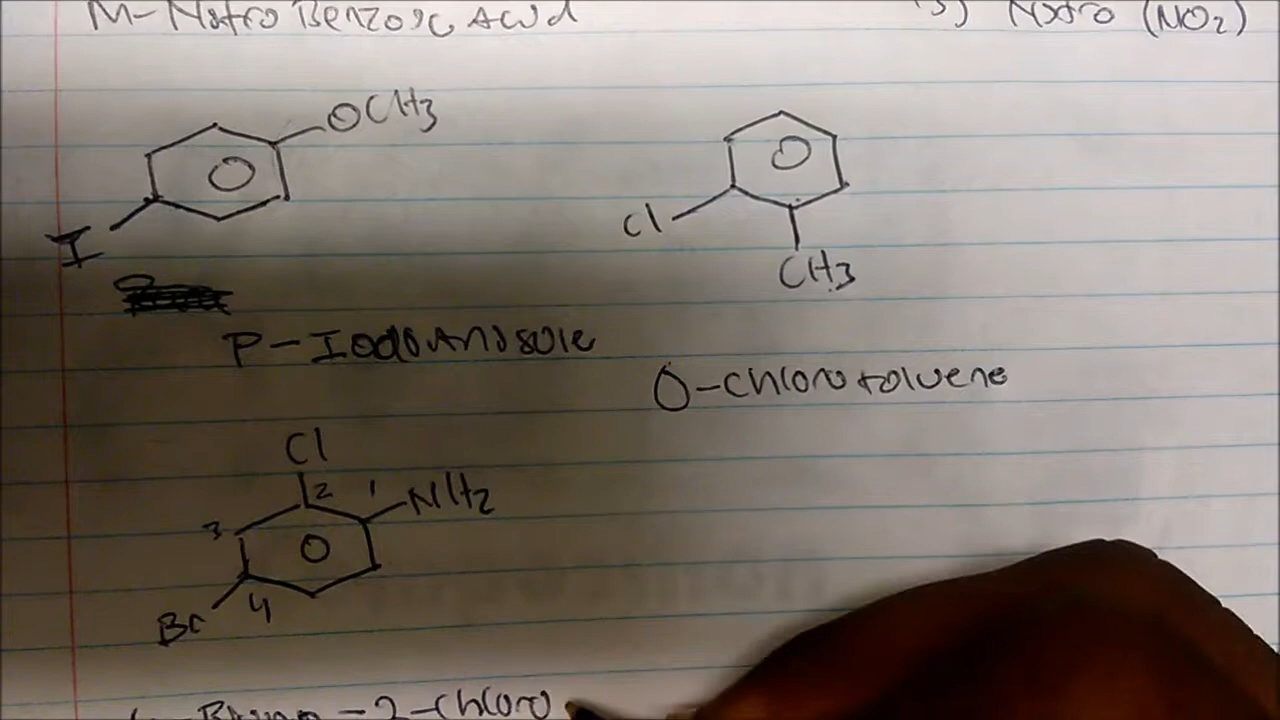 M-Nitro Benzoic Acid
3) Nitro (NO2)
OCH3
I
Cl
CH3
P-Iodoanisole
O-chlorotoluene
Cl
2 1 NH2
3
Br 4
-2-Chloro